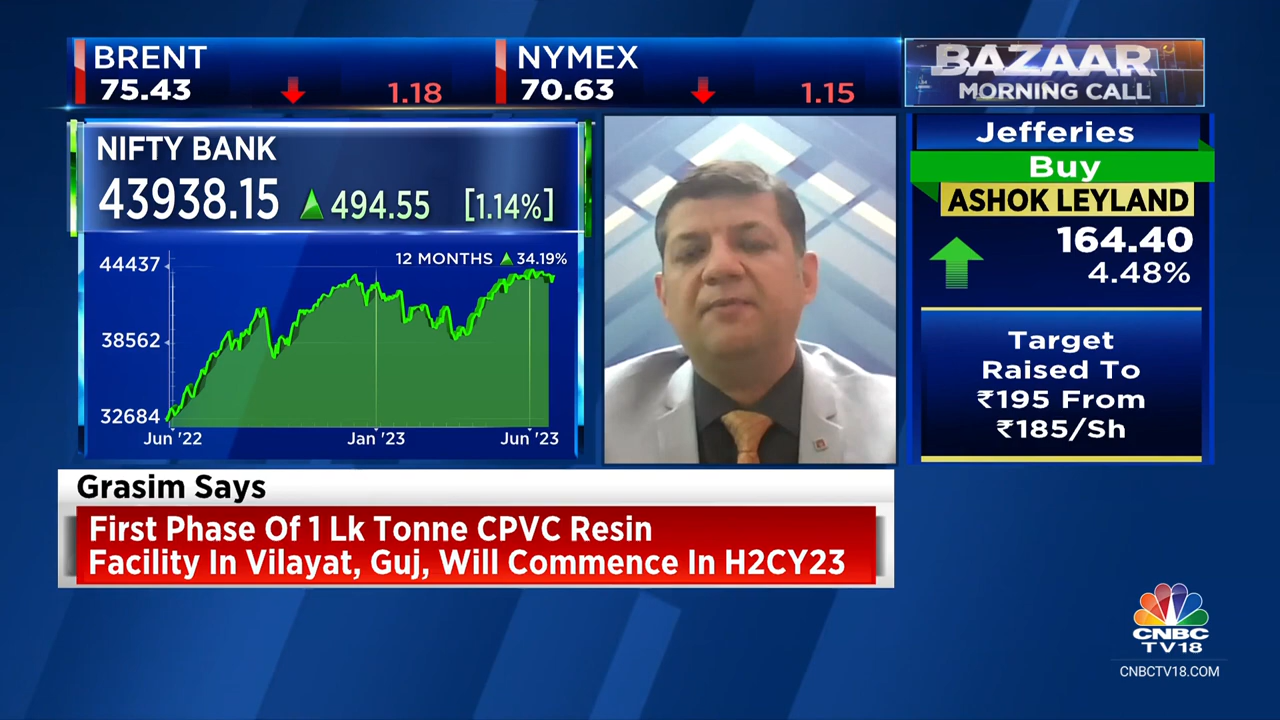 BRENT
75.43 1.18
NYMEX
70.63 1.15
BAZAAR
MORNING CALL
NIFTY BANK
43938.15 494.55 [1.14%]
12 MONTHS 34.19%
44437
38562
32684
Jun '22 Jan '23 Jun '23
Jefferies
Buy
ASHOK LEYLAND
164.40
4.48%
Target
Raised To
₹195 From
₹185/Sh
Grasim Says
First Phase Of 1 Lk Tonne CPVC Resin
Facility In Vilayat, Guj, Will Commence In H2CY23
CNBC
TV18
CNBCTV18.COM